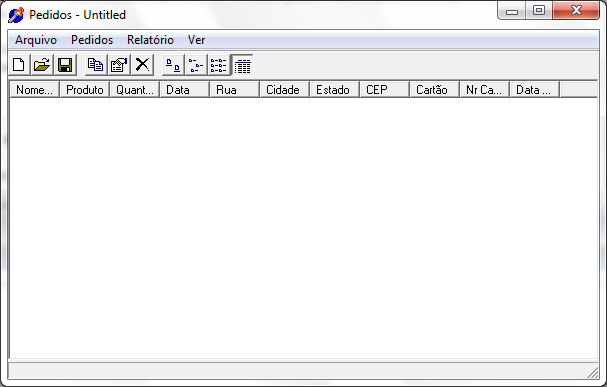 Pedidos - Untitled
Arquivo Pedidos Relatório Ver
Nome... Produto Quant... Data Rua Cidade Estado CEP Cartão Nr Ca... Data ...